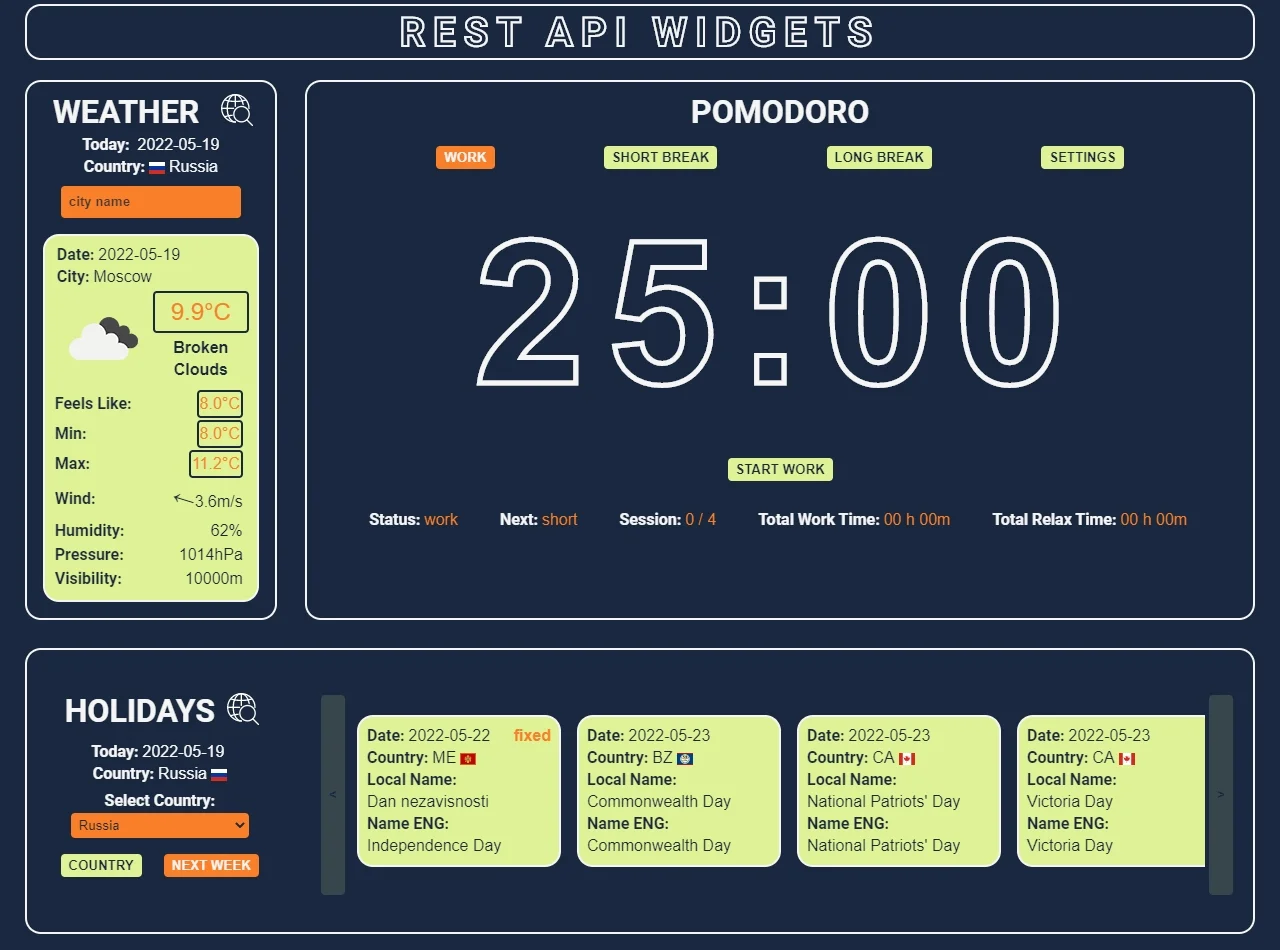 REST API WIDGETS
WEATHER
Today: 2022-05-19
Country: Russia
city name
Date: 2022-05-19
City: Moscow
9.9°C
Broken
Clouds
Feels Like: 8.0°C
Min: 8.0°C
Max: 11.2°C
Wind: 3.6m/s
Humidity: 62%
Pressure: 1014hPa
Visibility: 10000m
POMODORO
WORK SHORT BREAK LONG BREAK SETTINGS
25:00
START WORK
Status: work Next: short Session: 0 / 4 Total Work Time: 00 h 00m Total Relax Time: 00 h 00m
HOLIDAYS
Today: 2022-05-19
Country: Russia
Select Country:
Russia
COUNTRY NEXT WEEK
<
Date: 2022-05-22 fixed
Country: ME
Local Name:
Dan nezavisnosti
Name ENG:
Independence Day
Date: 2022-05-23
Country: BZ
Local Name:
Commonwealth Day
Name ENG:
Commonwealth Day
Date: 2022-05-23
Country: CA
Local Name:
National Patriots' Day
Name ENG:
National Patriots' Day
Date: 2022-05-23
Country: CA
Local Name:
Victoria Day
Name ENG:
Victoria Day
>